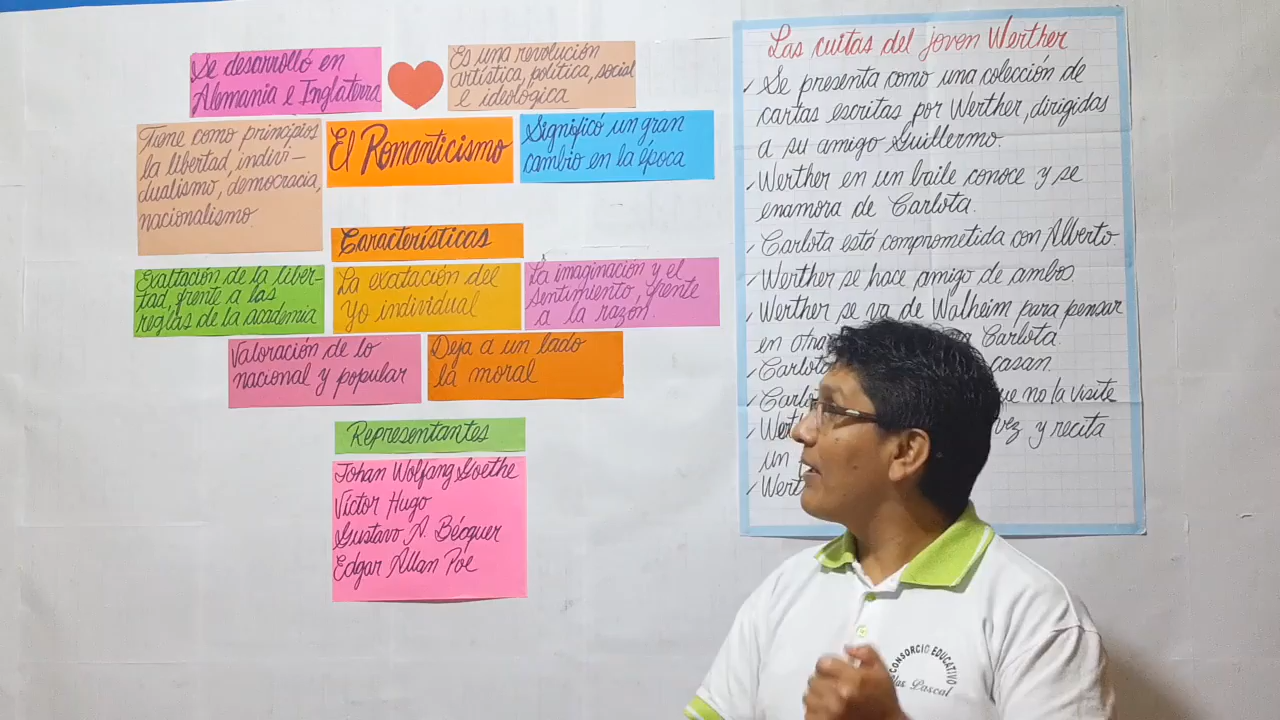 Se desarrolló en
Alemania e Inglaterra
Es una revolución
artística, política, social
e ideológica
Tiene como principios
la libertad, indivi-
dualismo, democracia,
nacionalismo.
El Romanticismo
Significó un gran
cambio en la época
Características
Exaltación de la liber-
tad, frente a las
reglas de la academia
La exaltación del
Yo individual
La imaginación y el
sentimiento, frente
a la razón.
Valoración de lo
nacional y popular
Deja a un lado
la moral
Representantes
Johan Wolfang Goethe
Víctor Hugo
Gustavo A. Bécquer
Edgar Allan Poe
Las cuitas del joven Werther
✓ Se presenta como una colección de
cartas escritas por Werther, dirigidas
a su amigo Guillermo.
✓ Werther en un baile conoce y se
enamora de Carlota.
✓ Carlota está comprometida con Alberto.
✓ Werther se hace amigo de ambos.
✓ Werther se va de Walheim para pensar
en Carlota.
✓ casan.
✓ que no la visite
✓ vez y recita
un
✓
CONSORCIO EDUCATIVO
Blas Pascal